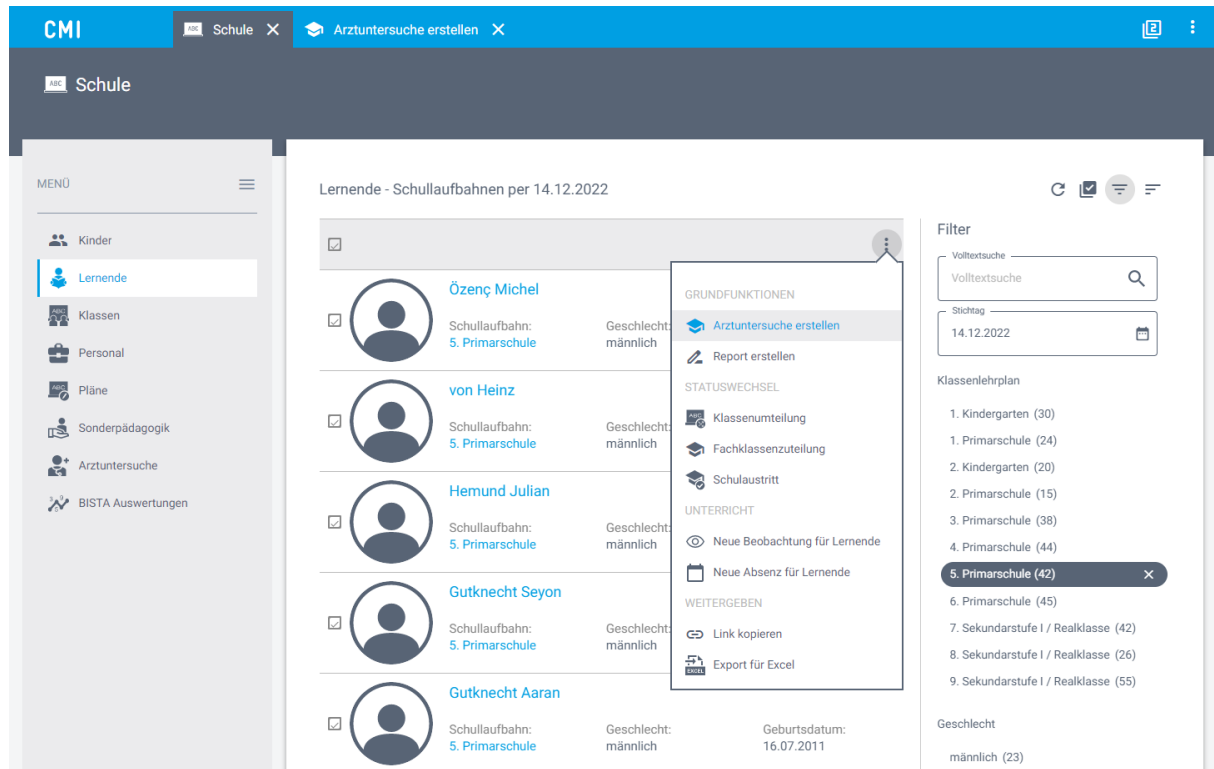 CMI
ABC Schule
Arztuntersuche erstellen
2
ABC Schule
MENÜ
Kinder
Lernende
Klassen
Personal
Pläne
Sonderpädagogik
Arztuntersuche
BISTA Auswertungen
Lernende - Schullaufbahnen per 14.12.2022
Özenç Michel
Schullaufbahn: Geschlecht:
5. Primarschule männlich
von Heinz
Schullaufbahn: Geschlecht:
5. Primarschule männlich
Hemund Julian
Schullaufbahn: Geschlecht:
5. Primarschule männlich
Gutknecht Seyon
Schullaufbahn: Geschlecht:
5. Primarschule männlich
Gutknecht Aaran
Schullaufbahn: Geschlecht: Geburtsdatum:
5. Primarschule männlich 16.07.2011
GRUNDFUNKTIONEN
Arztuntersuche erstellen
Report erstellen
STATUSWECHSEL
Klassenumteilung
Fachklassenzuteilung
Schulaustritt
UNTERRICHT
Neue Beobachtung für Lernende
Neue Absenz für Lernende
WEITERGEBEN
Link kopieren
EXCEL Export für Excel
Filter
Volltextsuche
Volltextsuche
Stichtag
14.12.2022
Klassenlehrplan
1. Kindergarten (30)
1. Primarschule (24)
2. Kindergarten (20)
2. Primarschule (15)
3. Primarschule (38)
4. Primarschule (44)
5. Primarschule (42)
6. Primarschule (45)
7. Sekundarstufe I / Realklasse (42)
8. Sekundarstufe I / Realklasse (26)
9. Sekundarstufe I / Realklasse (55)
Geschlecht
männlich (23)